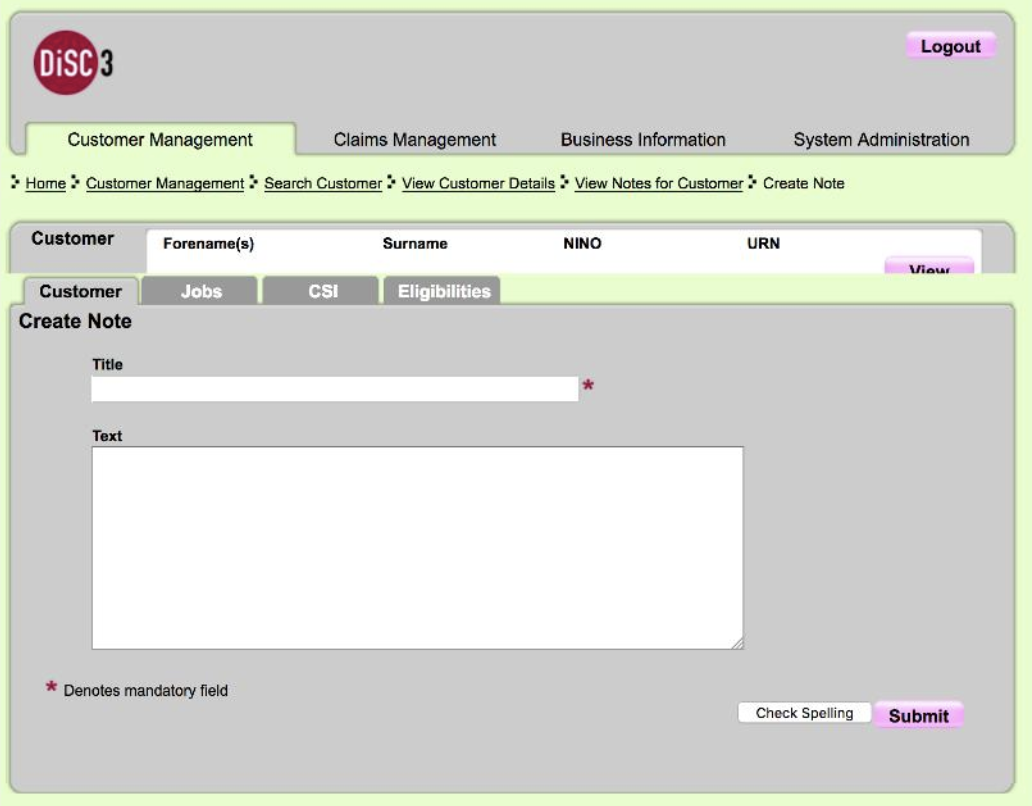 DiSC 3
Logout
Customer Management Claims Management Business Information System Administration
Home Customer Management Search Customer View Customer Details View Notes for Customer Create Note
Customer Forename(s) Surname NINO URN
View
Customer Jobs CSI Eligibilities
Create Note
Title
*
Text
* Denotes mandatory field
Check Spelling Submit